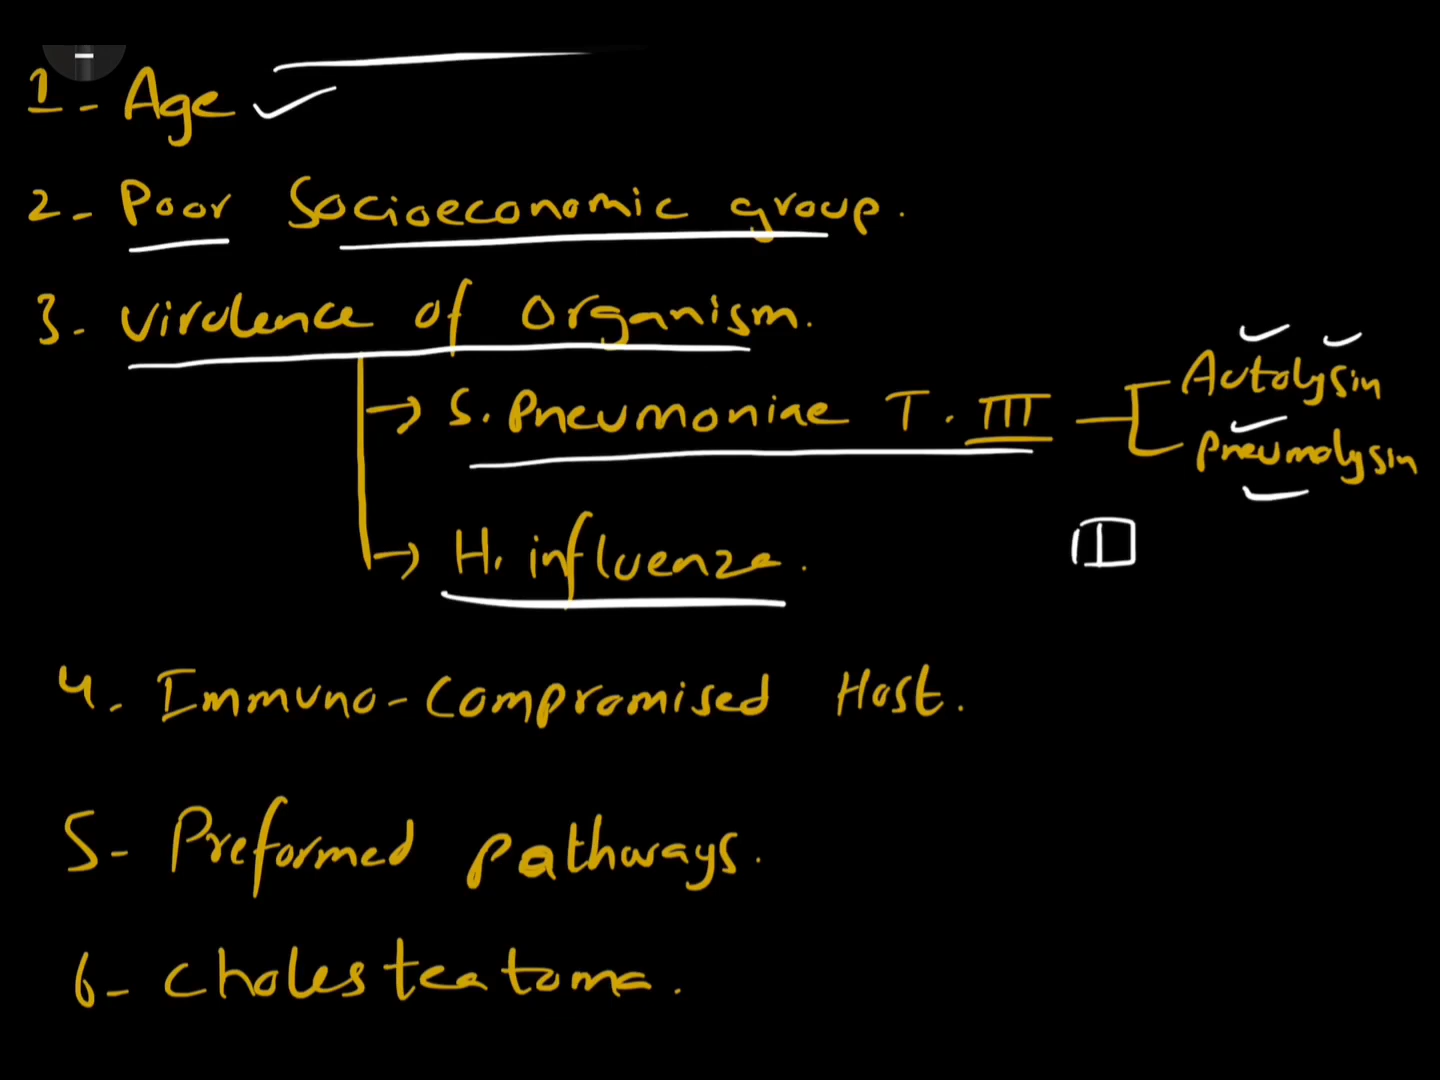 1- Age
2- Poor Socioeconomic group.
3- Virulence of Organism.
→ S. Pneumoniae T. III
Autolysin
Pneumolysin
→ H. influenza.
4. Immuno-Compromised Host.
5- Preformed pathways.
6- Cholesteatoma.